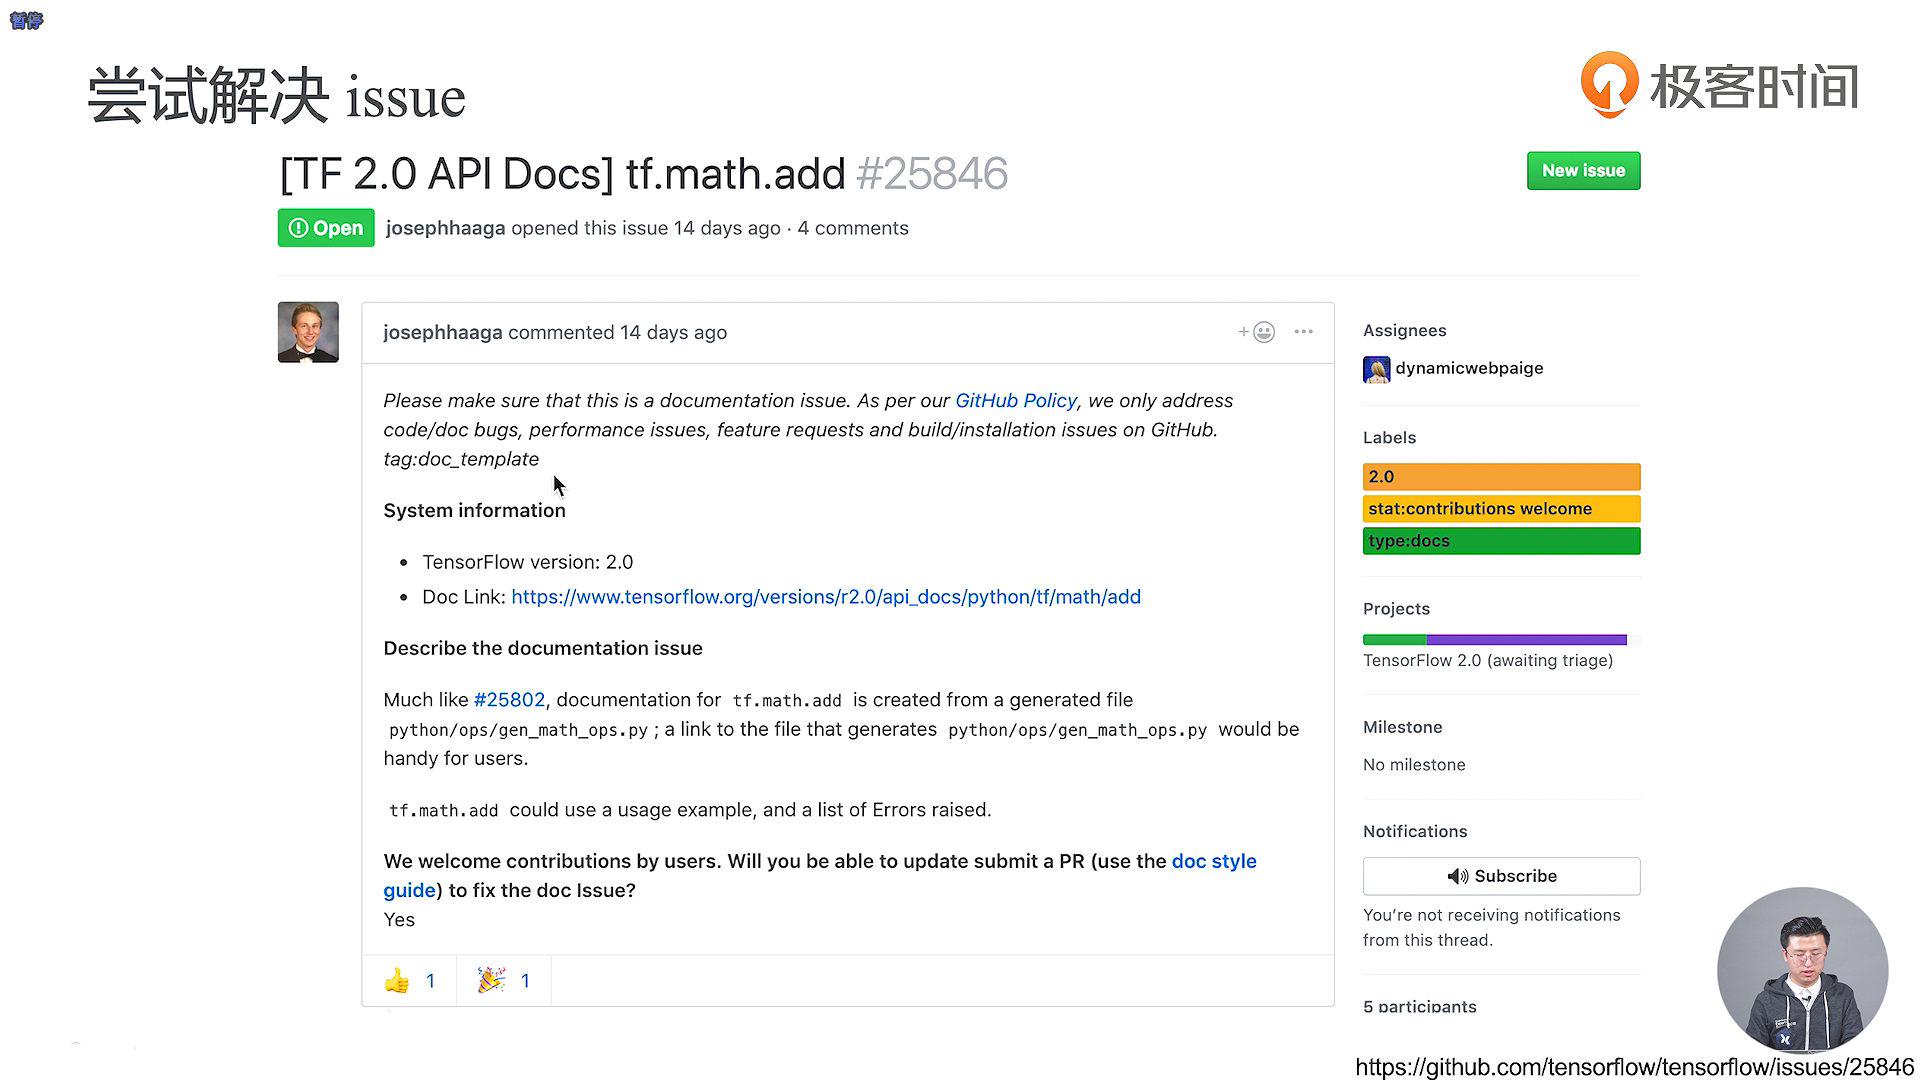 暂停
尝试解决 issue
极客时间
[TF 2.0 API Docs] tf.math.add #25846
New issue
Open josephhaaga opened this issue 14 days ago · 4 comments
josephhaaga commented 14 days ago
Please make sure that this is a documentation issue. As per our GitHub Policy, we only address
code/doc bugs, performance issues, feature requests and build/installation issues on GitHub.
tag:doc_template
System information
• TensorFlow version: 2.0
• Doc Link: https://www.tensorflow.org/versions/r2.0/api_docs/python/tf/math/add
Describe the documentation issue
Much like #25802, documentation for tf.math.add is created from a generated file
python/ops/gen_math_ops.py ; a link to the file that generates python/ops/gen_math_ops.py would be
handy for users.
tf.math.add could use a usage example, and a list of Errors raised.
We welcome contributions by users. Will you be able to update submit a PR (use the doc style
guide) to fix the doc Issue?
Yes
👍 1 🎉 1
Assignees
dynamicwebpaige
Labels
2.0
stat:contributions welcome
type:docs
Projects
TensorFlow 2.0 (awaiting triage)
Milestone
No milestone
Notifications
Subscribe
You’re not receiving notifications
from this thread.
5 participants
https://github.com/tensorflow/tensorflow/issues/25846